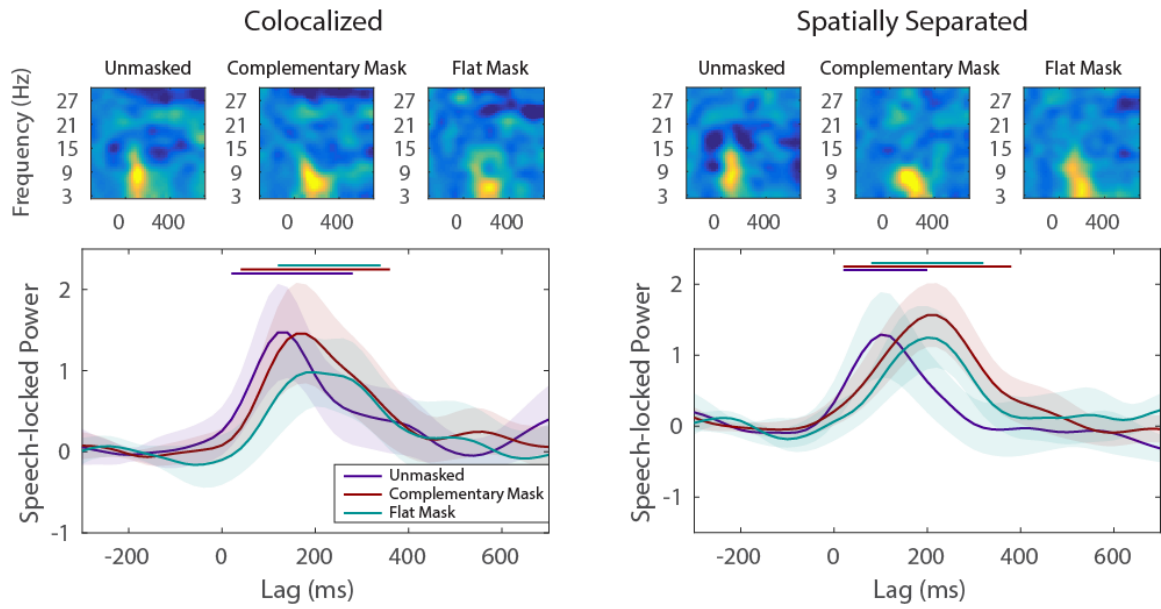 Colocalized
Unmasked Complementary Mask Flat Mask
Frequency (Hz)
27 27 27
21 21 21
15 15 15
9 9 9
3 3 3
0 400 0 400 0 400
Speech-locked Power
2
1
0
-1
Unmasked
Complementary Mask
Flat Mask
-200 0 200 400 600
Lag (ms)
Spatially Separated
Unmasked Complementary Mask Flat Mask
27 27 27
21 21 21
15 15 15
9 9 9
3 3 3
0 400 0 400 0 400
Speech-locked Power
2
1
0
-1
-200 0 200 400 600
Lag (ms)